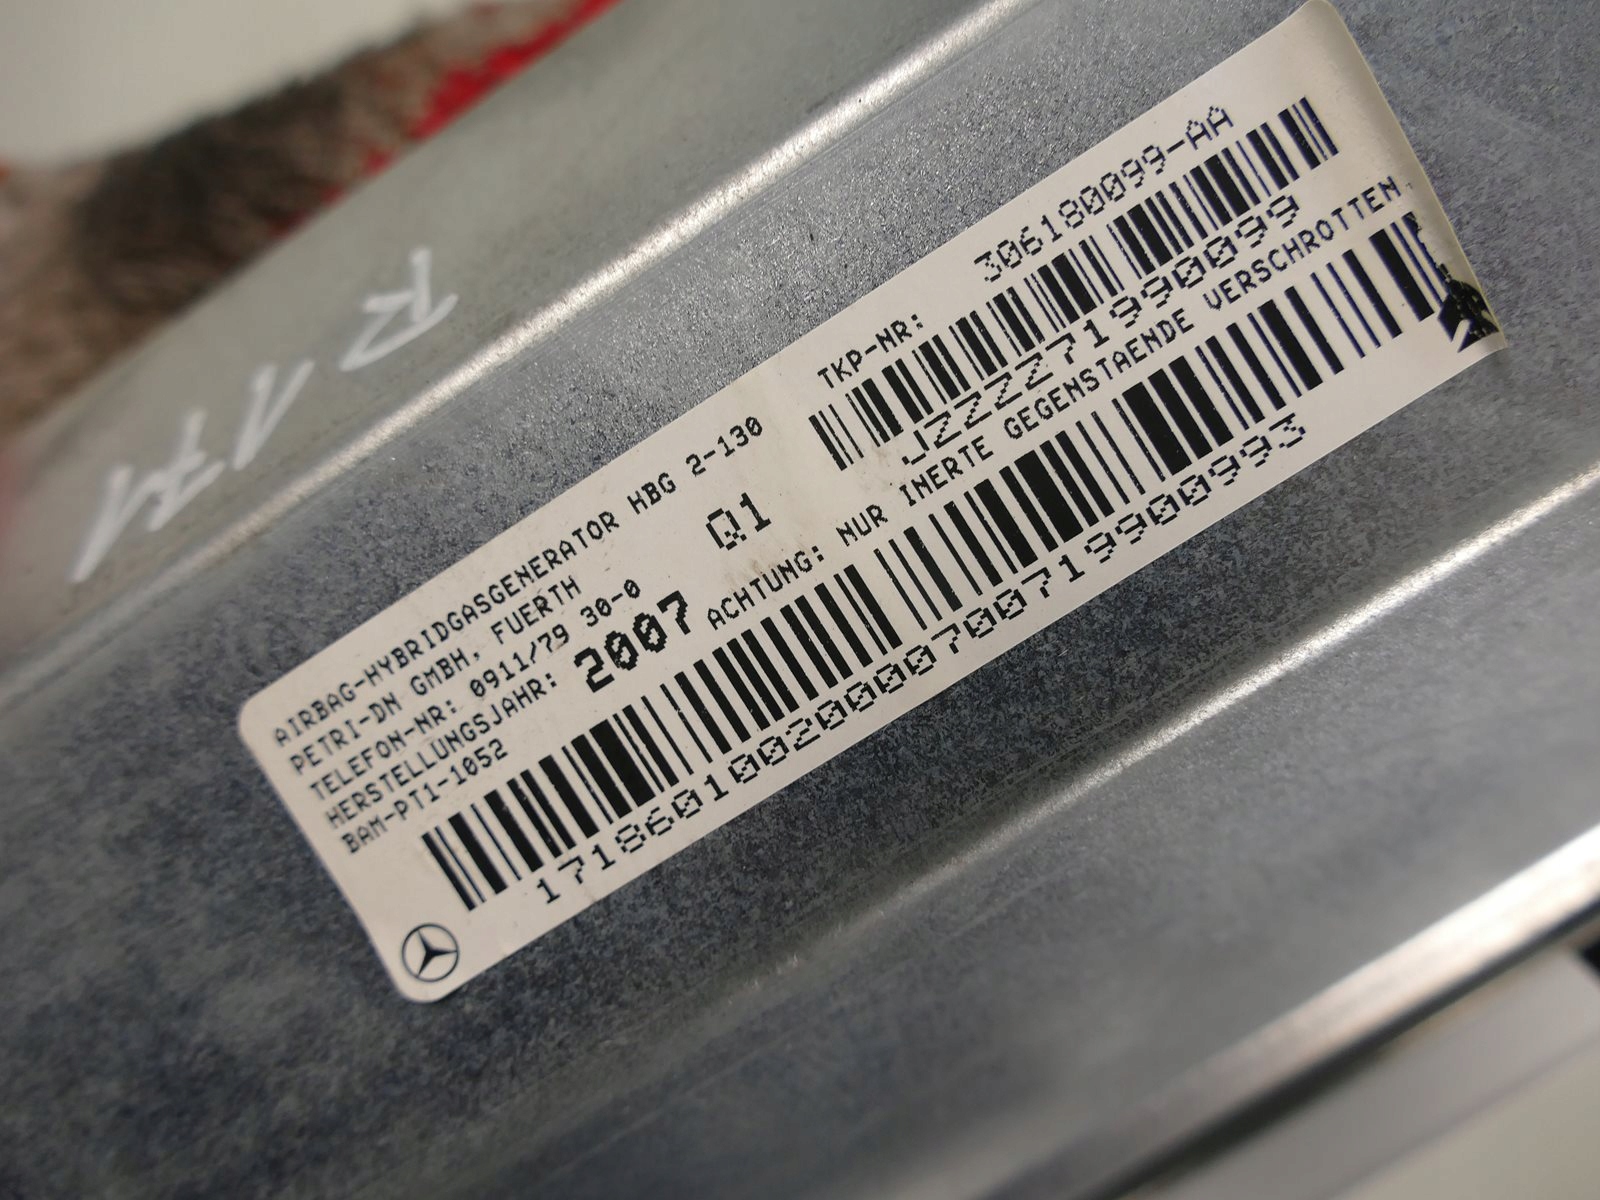 R171
AIRBAG-HYBRIDGASGENERATOR HBG 2-130
PETRI-DN GMBH, FUERTH
TELEFON-NR: 0911/79 30-0
HERSTELLUNGSJAHR: 2007
BAM-PT1-1052
Q1
TKP-NR: 306180099-AA
JZZZZ71990099
ACHTUNG: NUR INERTE GEGENSTAENDE VERSCHROTTEN.
17186010020000700719900993